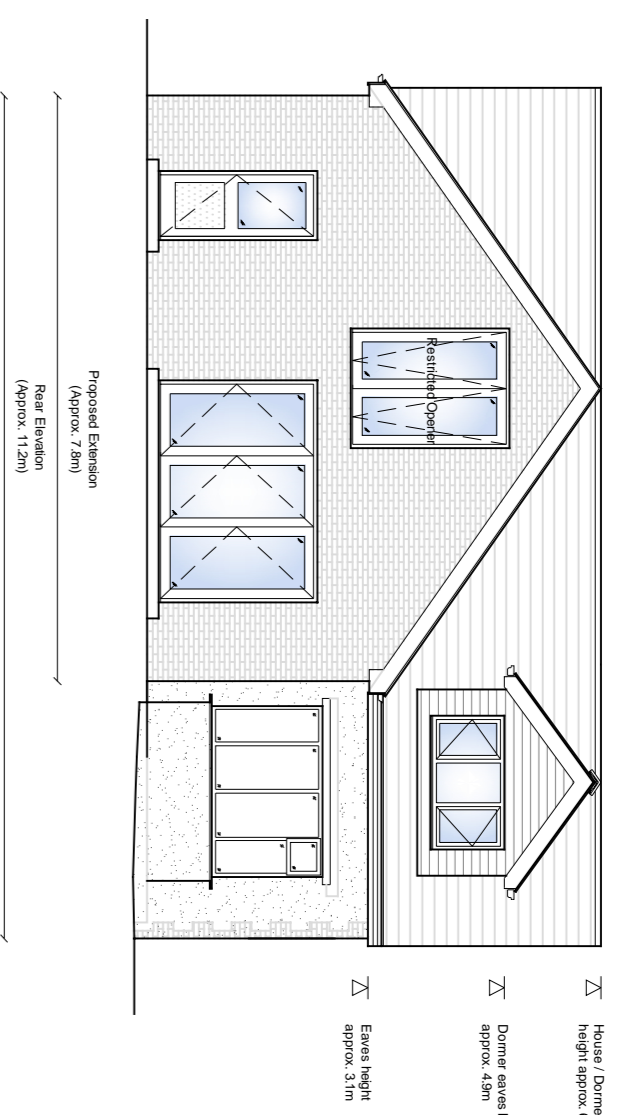 House / Dorme
height approx.
Dormer eaves
approx. 4.9m
Eaves height
approx. 3.1m
Restricted Opener
Proposed Extension
(Approx. 7.8m)
Rear Elevation
(Approx. 11.2m)